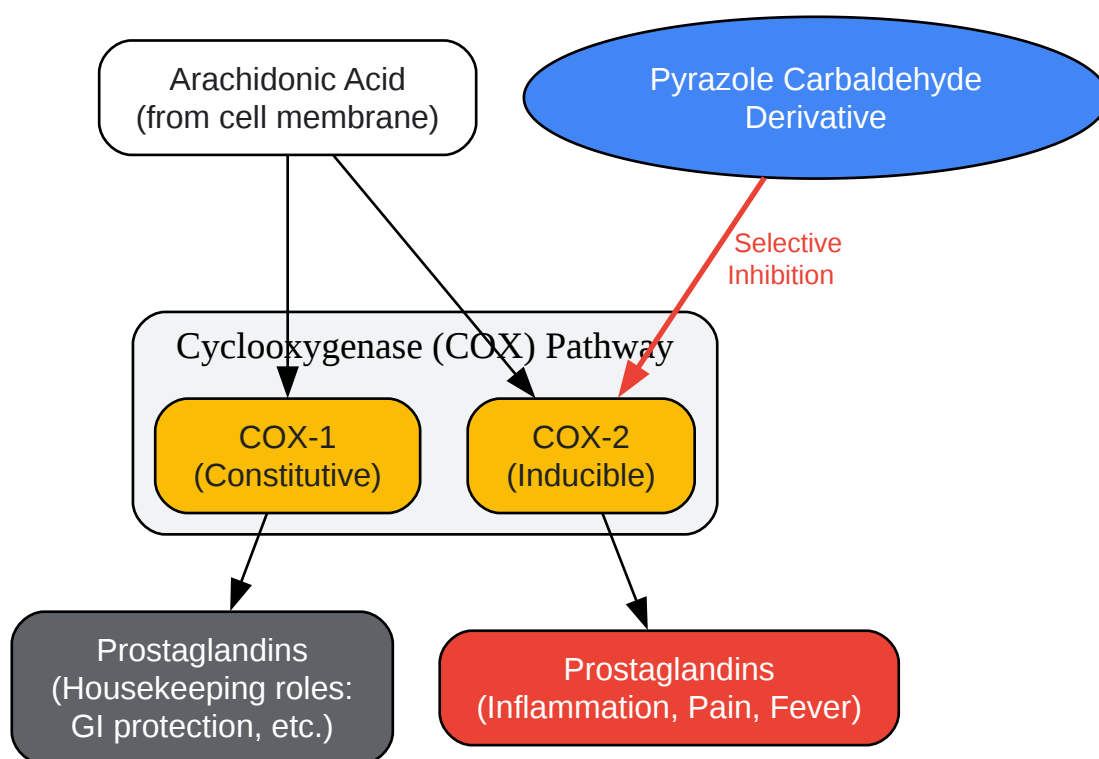 Arachidonic Acid
(from cell membrane)
Pyrazole Carbaldehyde
Derivative
Selective
Inhibition
Cyclooxygenase (COX) Pathway
COX-1
(Constitutive)
COX-2
(Inducible)
Prostaglandins
(Housekeeping roles:
GI protection, etc.)
Prostaglandins
(Inflammation, Pain, Fever)